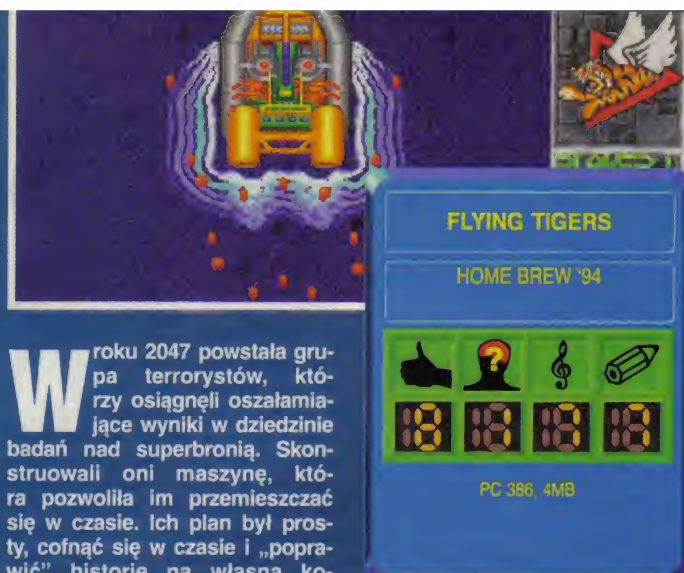 FLYING TIGERS
HOME BREW '94
PC 386, 4MB
W roku 2047 powstała gru-
pa terrorystów, któ-
rzy osiągnęli oszałamia-
jące wyniki w dziedzinie
badań nad superbronią. Skon-
struowali oni maszynę, któ-
ra pozwoliła im przemieszczać
się w czasie. Ich plan był pros-
ty, cofnąć się w czasie i „popra-
wić" historię na własną ko-